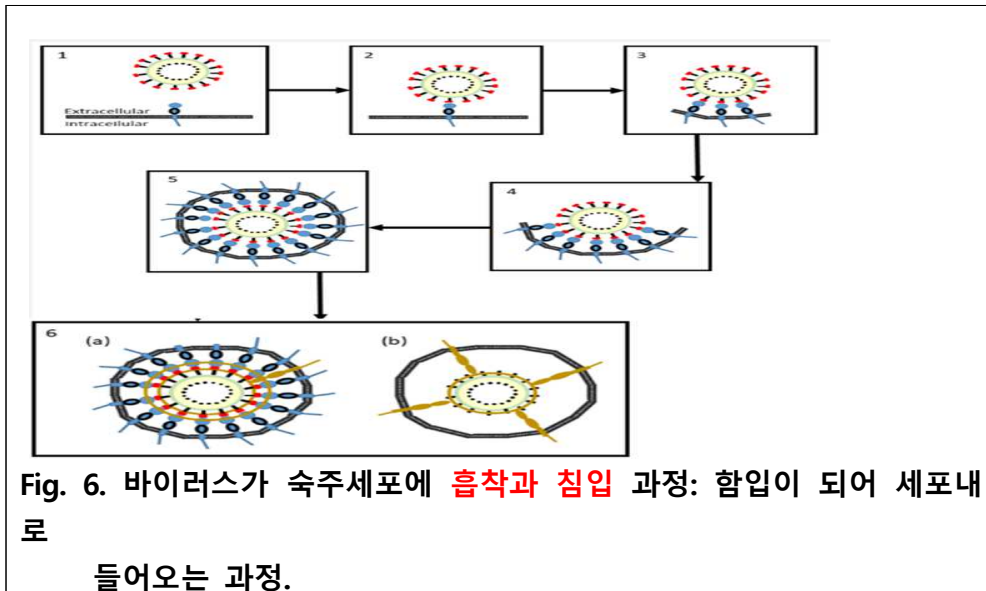 1
2
3
Extracellular
Intracellular
5
4
6
(a)
(b)
Fig. 6. 바이러스가 숙주세포에 흡착과 침입 과정: 함입이 되어 세포내
로
들어오는 과정.